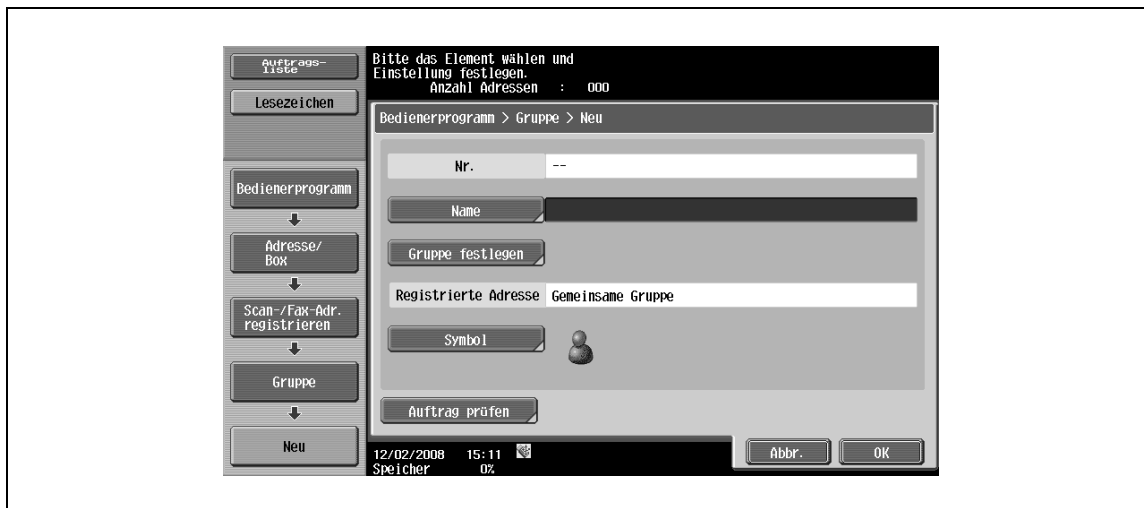 Auftrags-
liste
Lesezeichen
Bedienerprogramm
Adresse/
Box
Scan-/Fax-Adr.
registrieren
Gruppe
Neu
Bitte das Element wählen und
Einstellung festlegen.
Anzahl Adressen : 000
Bedienerprogramm > Gruppe > Neu
Nr. --
Name
Gruppe festlegen
Registrierte Adresse Gemeinsame Gruppe
Symbol
Auftrag prüfen
12/02/2008 15:11
Speicher 0%
Abbr. OK